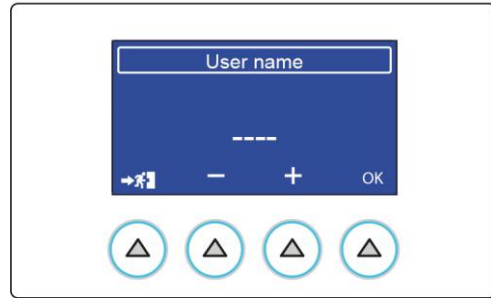 User name
----
− + OK